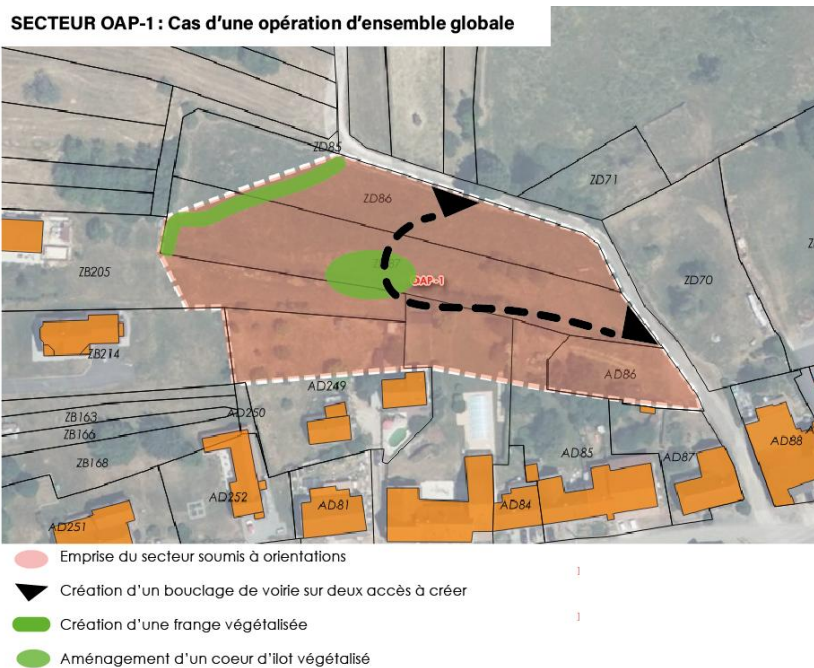 SECTEUR OAP-1 : Cas d'une opération d'ensemble globale
ZD85
ZD71
ZD86
ZB205
OAP-1
ZD70
ZB214
AD249
AD86
ZB163
AD250
ZB166
ZB168
AD85
AD87
AD88
AD252
AD81
AD84
AD251
Emprise du secteur soumis à orientations
Création d'un bouclage de voirie sur deux accès à créer
Création d'une frange végétalisée
Aménagement d'un coeur d'ilot végétalisé